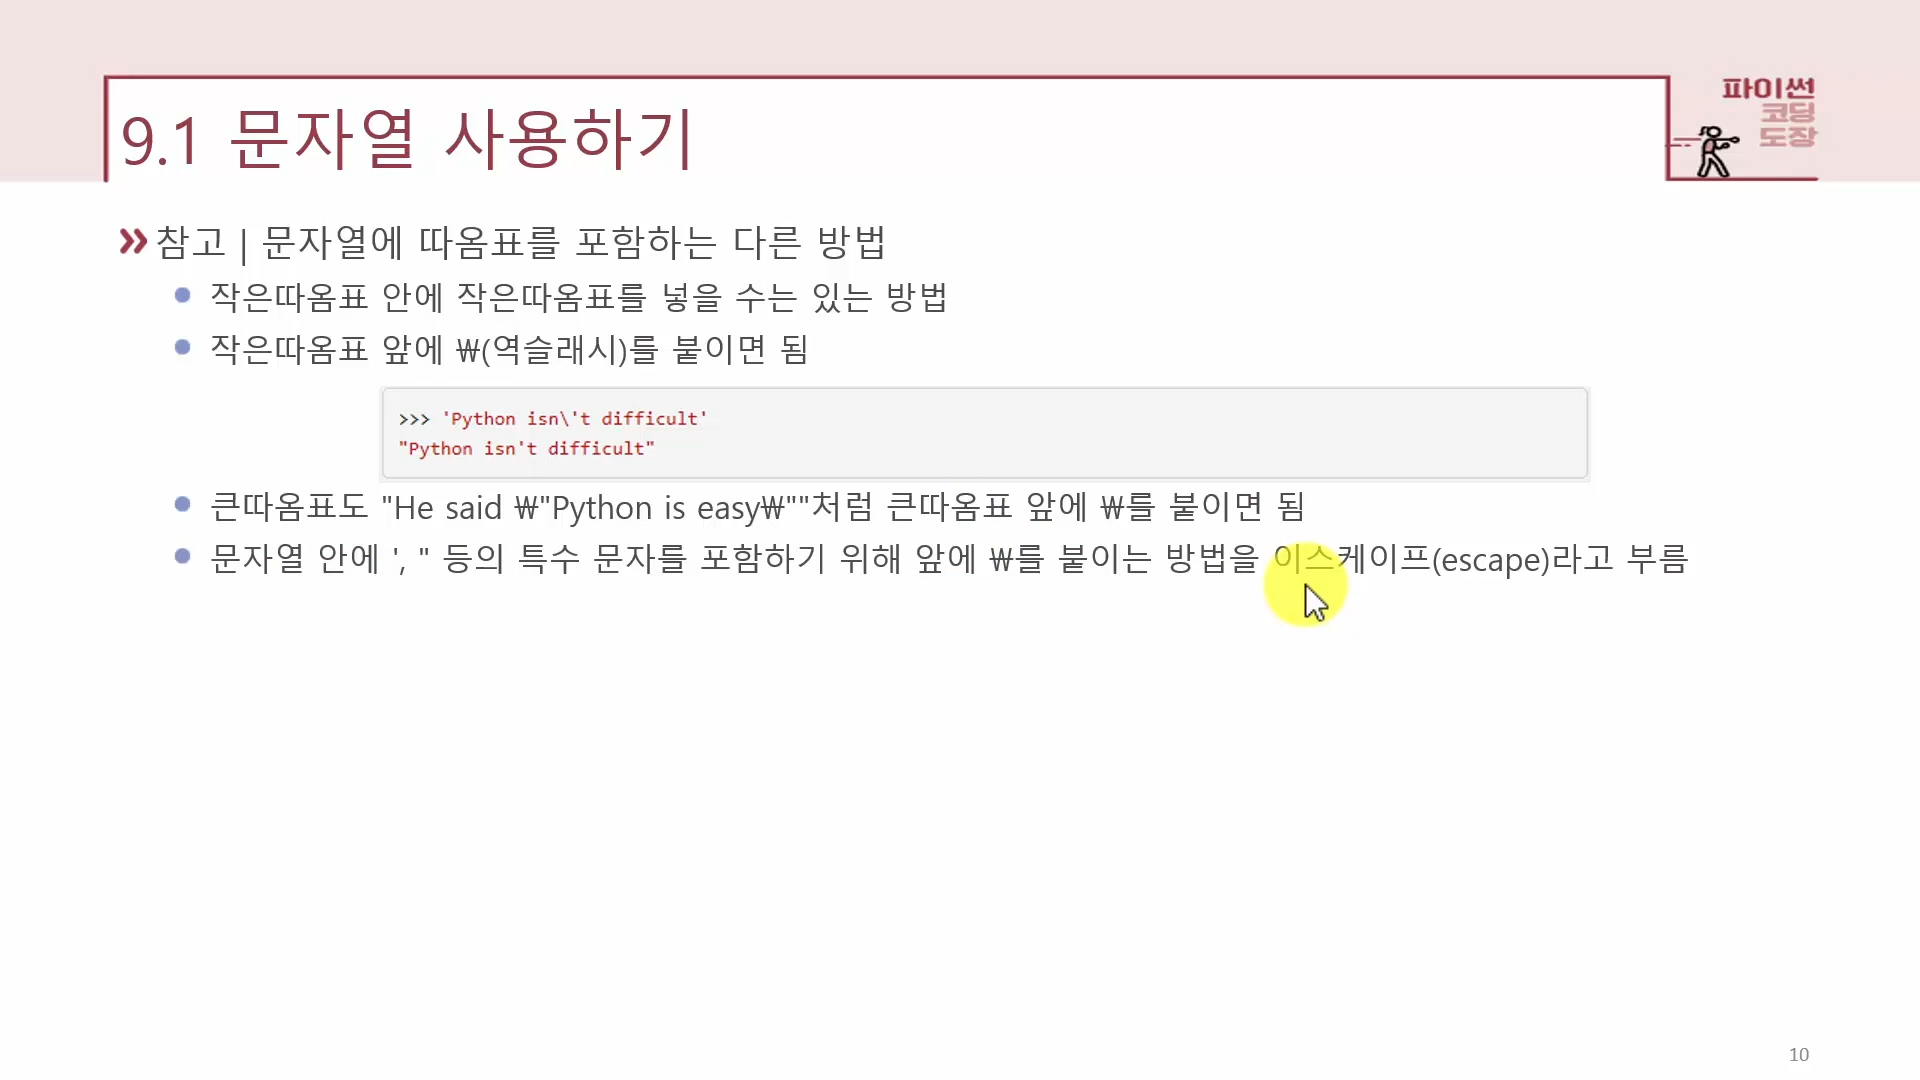 파이썬
코딩
도장
9.1 문자열 사용하기
참고 | 문자열에 따옴표를 포함하는 다른 방법
작은따옴표 안에 작은따옴표를 넣을 수는 있는 방법
작은따옴표 앞에 ₩(역슬래시)를 붙이면 됨
>>> 'Python isn\'t difficult'
"Python isn't difficult"
큰따옴표도 "He said ₩"Python is easy₩""처럼 큰따옴표 앞에 ₩를 붙이면 됨
문자열 안에 ', " 등의 특수 문자를 포함하기 위해 앞에 ₩를 붙이는 방법을 이스케이프(escape)라고 부름
10